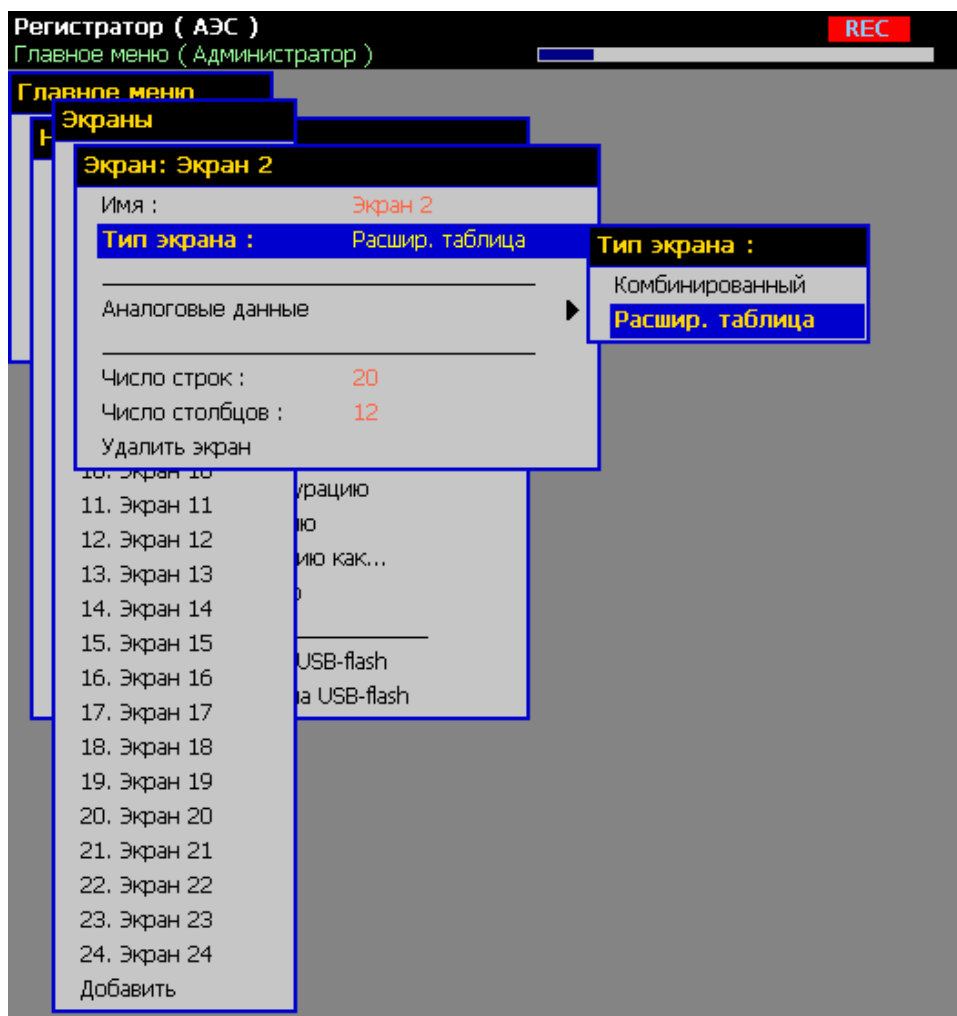 Регистратор ( АЭС )
REC
Главное меню ( Администратор )
Главное меню
Экраны
Экран: Экран 2
Имя : Экран 2
Тип экрана : Расшир. таблица
Тип экрана :
Комбинированный
Расшир. таблица
Аналоговые данные
Число строк : 20
Число столбцов : 12
Удалить экран
10. Экран 10
11. Экран 11
12. Экран 12
13. Экран 13
14. Экран 14
15. Экран 15
16. Экран 16
17. Экран 17
18. Экран 18
19. Экран 19
20. Экран 20
21. Экран 21
22. Экран 22
23. Экран 23
24. Экран 24
Добавить
как...
USB-flash
USB-flash